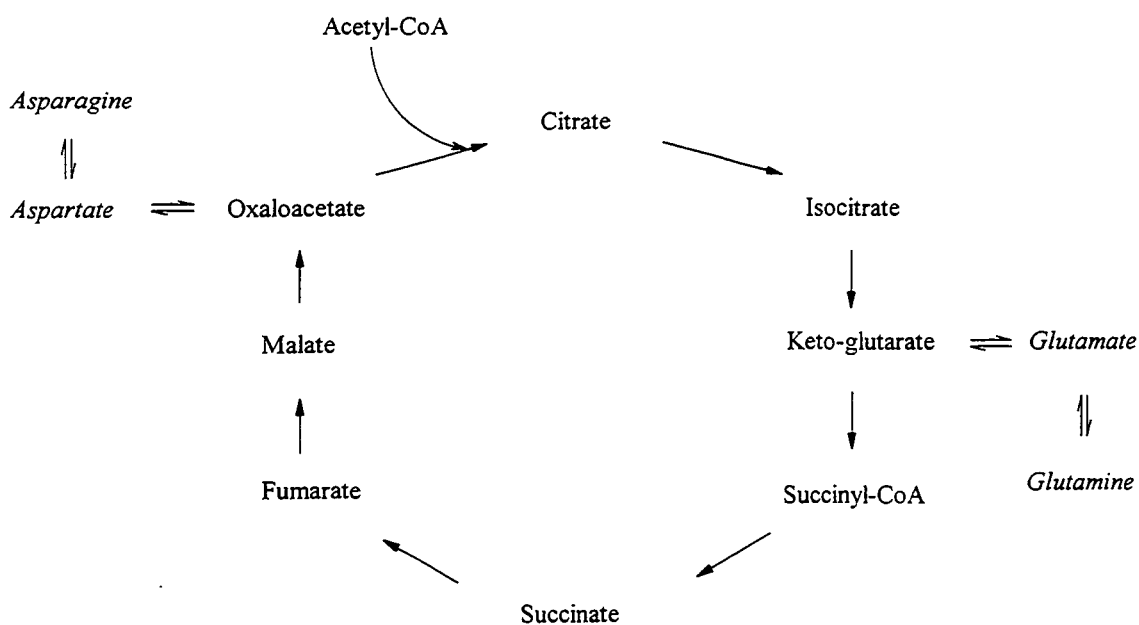 Acetyl-CoA
Asparagine
Citrate
Aspartate
Oxaloacetate
Isocitrate
Malate
Keto-glutarate
Glutamate
Fumarate
Succinyl-CoA
Glutamine
Succinate